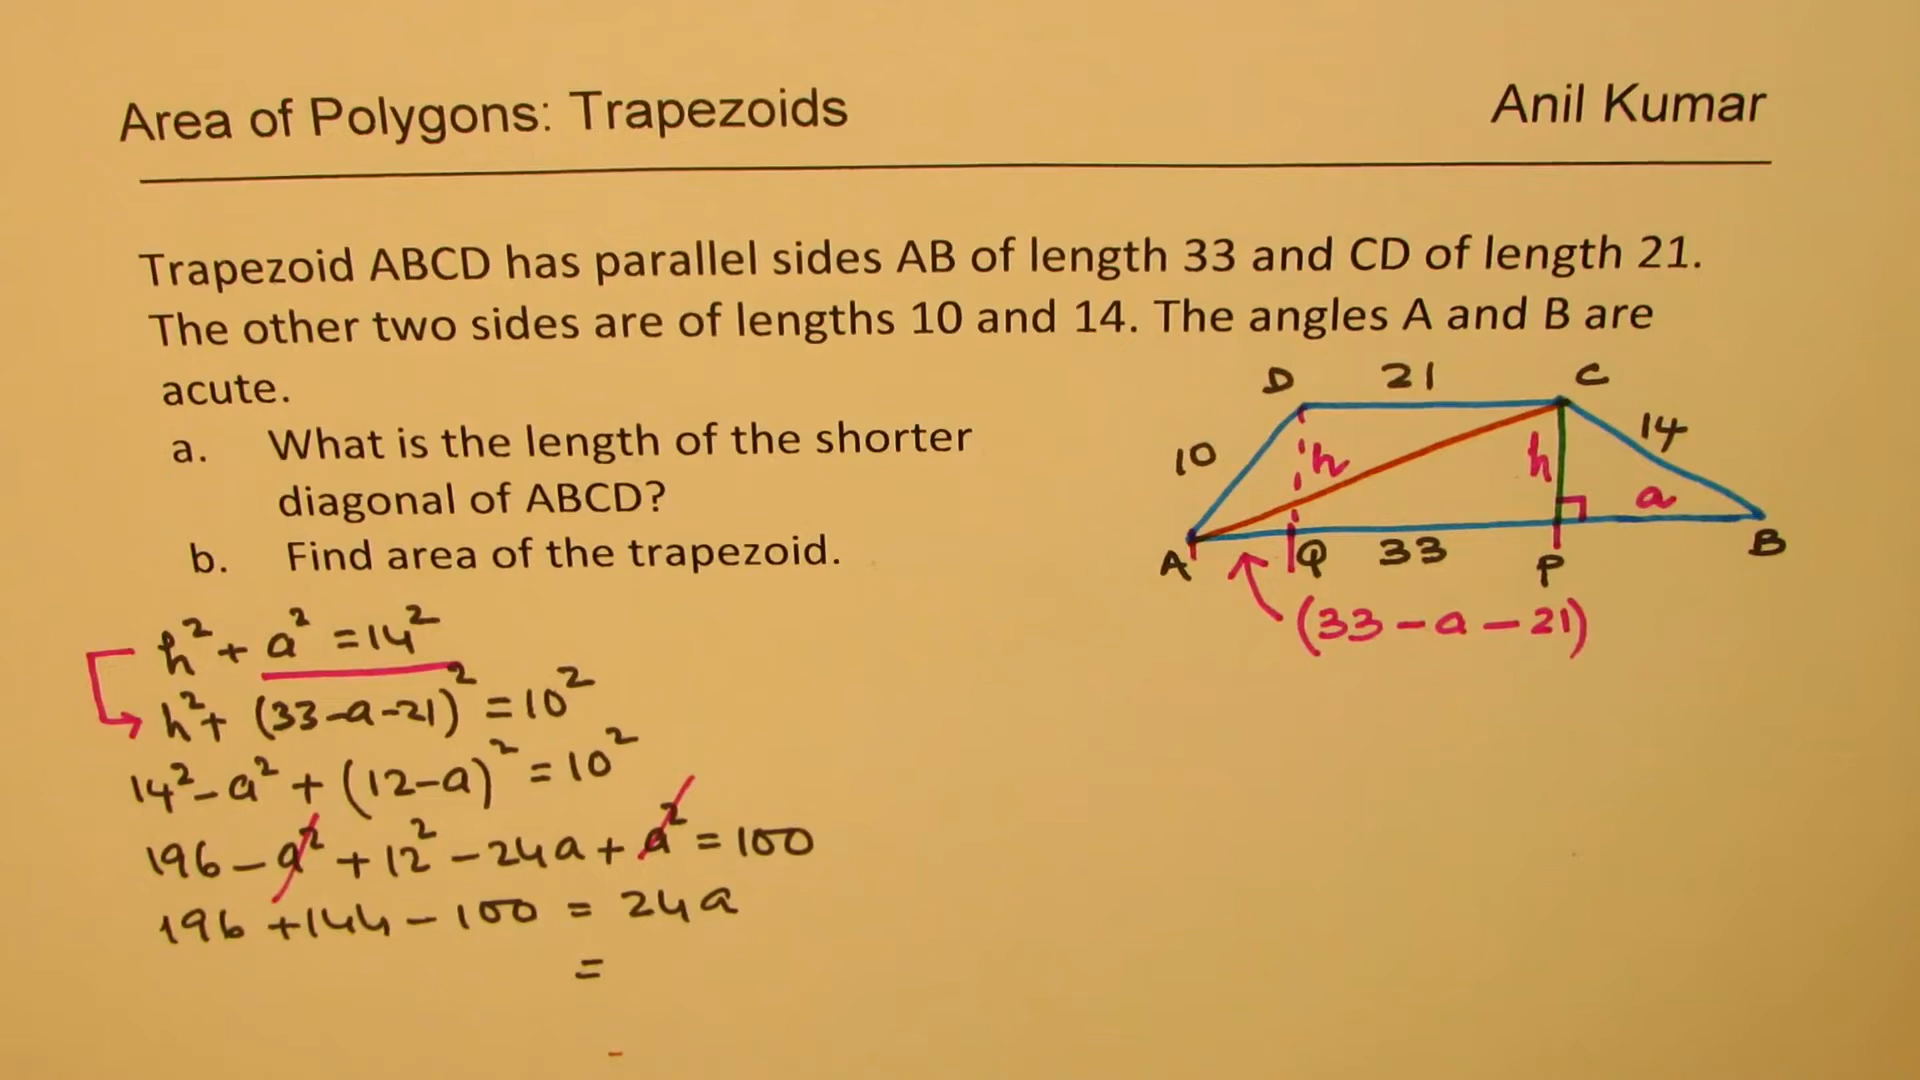 Area of Polygons: Trapezoids
Anil Kumar
Trapezoid ABCD has parallel sides AB of length 33 and CD of length 21.
The other two sides are of lengths 10 and 14. The angles A and B are
acute.
a. What is the length of the shorter
diagonal of ABCD?
b. Find area of the trapezoid.
D 21 C
10 h h 14
a
A Q 33 P B
(33-a-21)
h² + a² = 14²
h² + (33-a-21)² = 10²
14² - a² + (12-a)² = 10²
196 - a² + 12² - 24a + a² = 100
196 + 144 - 100 = 24a
=